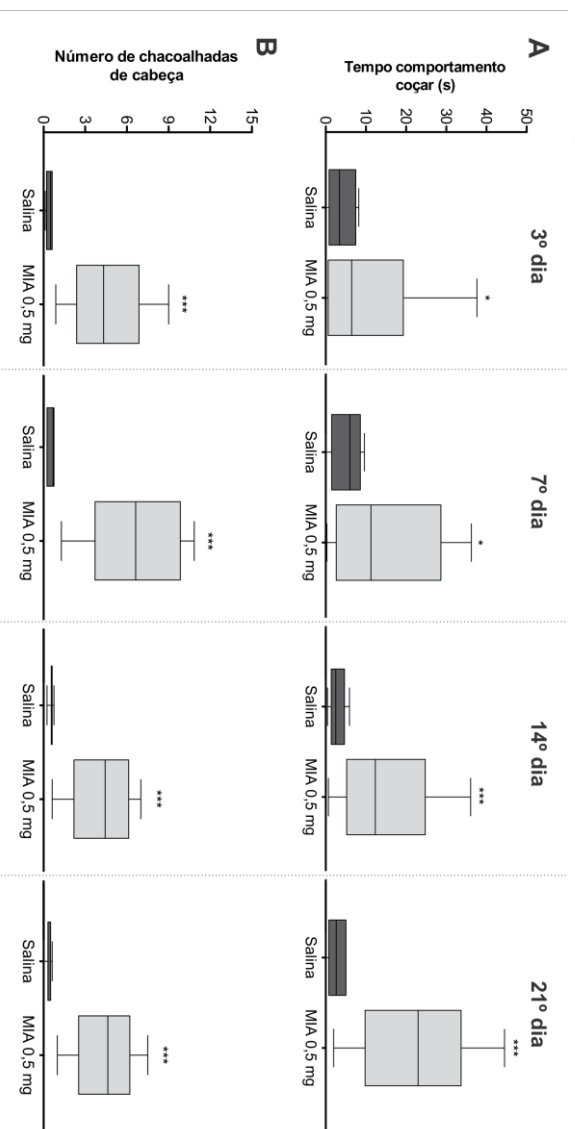 A
3º dia
7º dia
14º dia
21º dia
Tempo comportamento
coçar (s)
50
40
30
20
10
0
*
*
***
***
Salina
MIA 0,5 mg
Salina
MIA 0,5 mg
Salina
MIA 0,5 mg
Salina
MIA 0,5 mg
B
Número de chacoalhadas
de cabeça
15
12
9
6
3
0
***
***
***
***
Salina
MIA 0,5 mg
Salina
MIA 0,5 mg
Salina
MIA 0,5 mg
Salina
MIA 0,5 mg